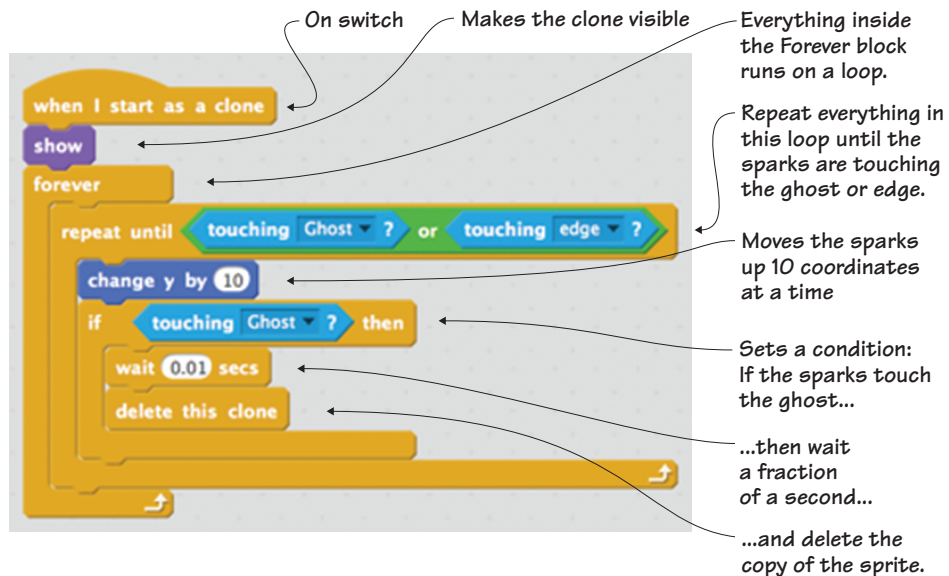 On switch
Makes the clone visible
Everything inside
the Forever block
runs on a loop.
when I start as a clone
show
forever
repeat until touching Ghost ? or touching edge ?
change y by 10
if touching Ghost ? then
wait 0.01 secs
delete this clone
Repeat everything in
this loop until the
sparks are touching
the ghost or edge.
Moves the sparks
up 10 coordinates
at a time
Sets a condition:
If the sparks touch
the ghost...
...then wait
a fraction
of a second...
...and delete the
copy of the sprite.